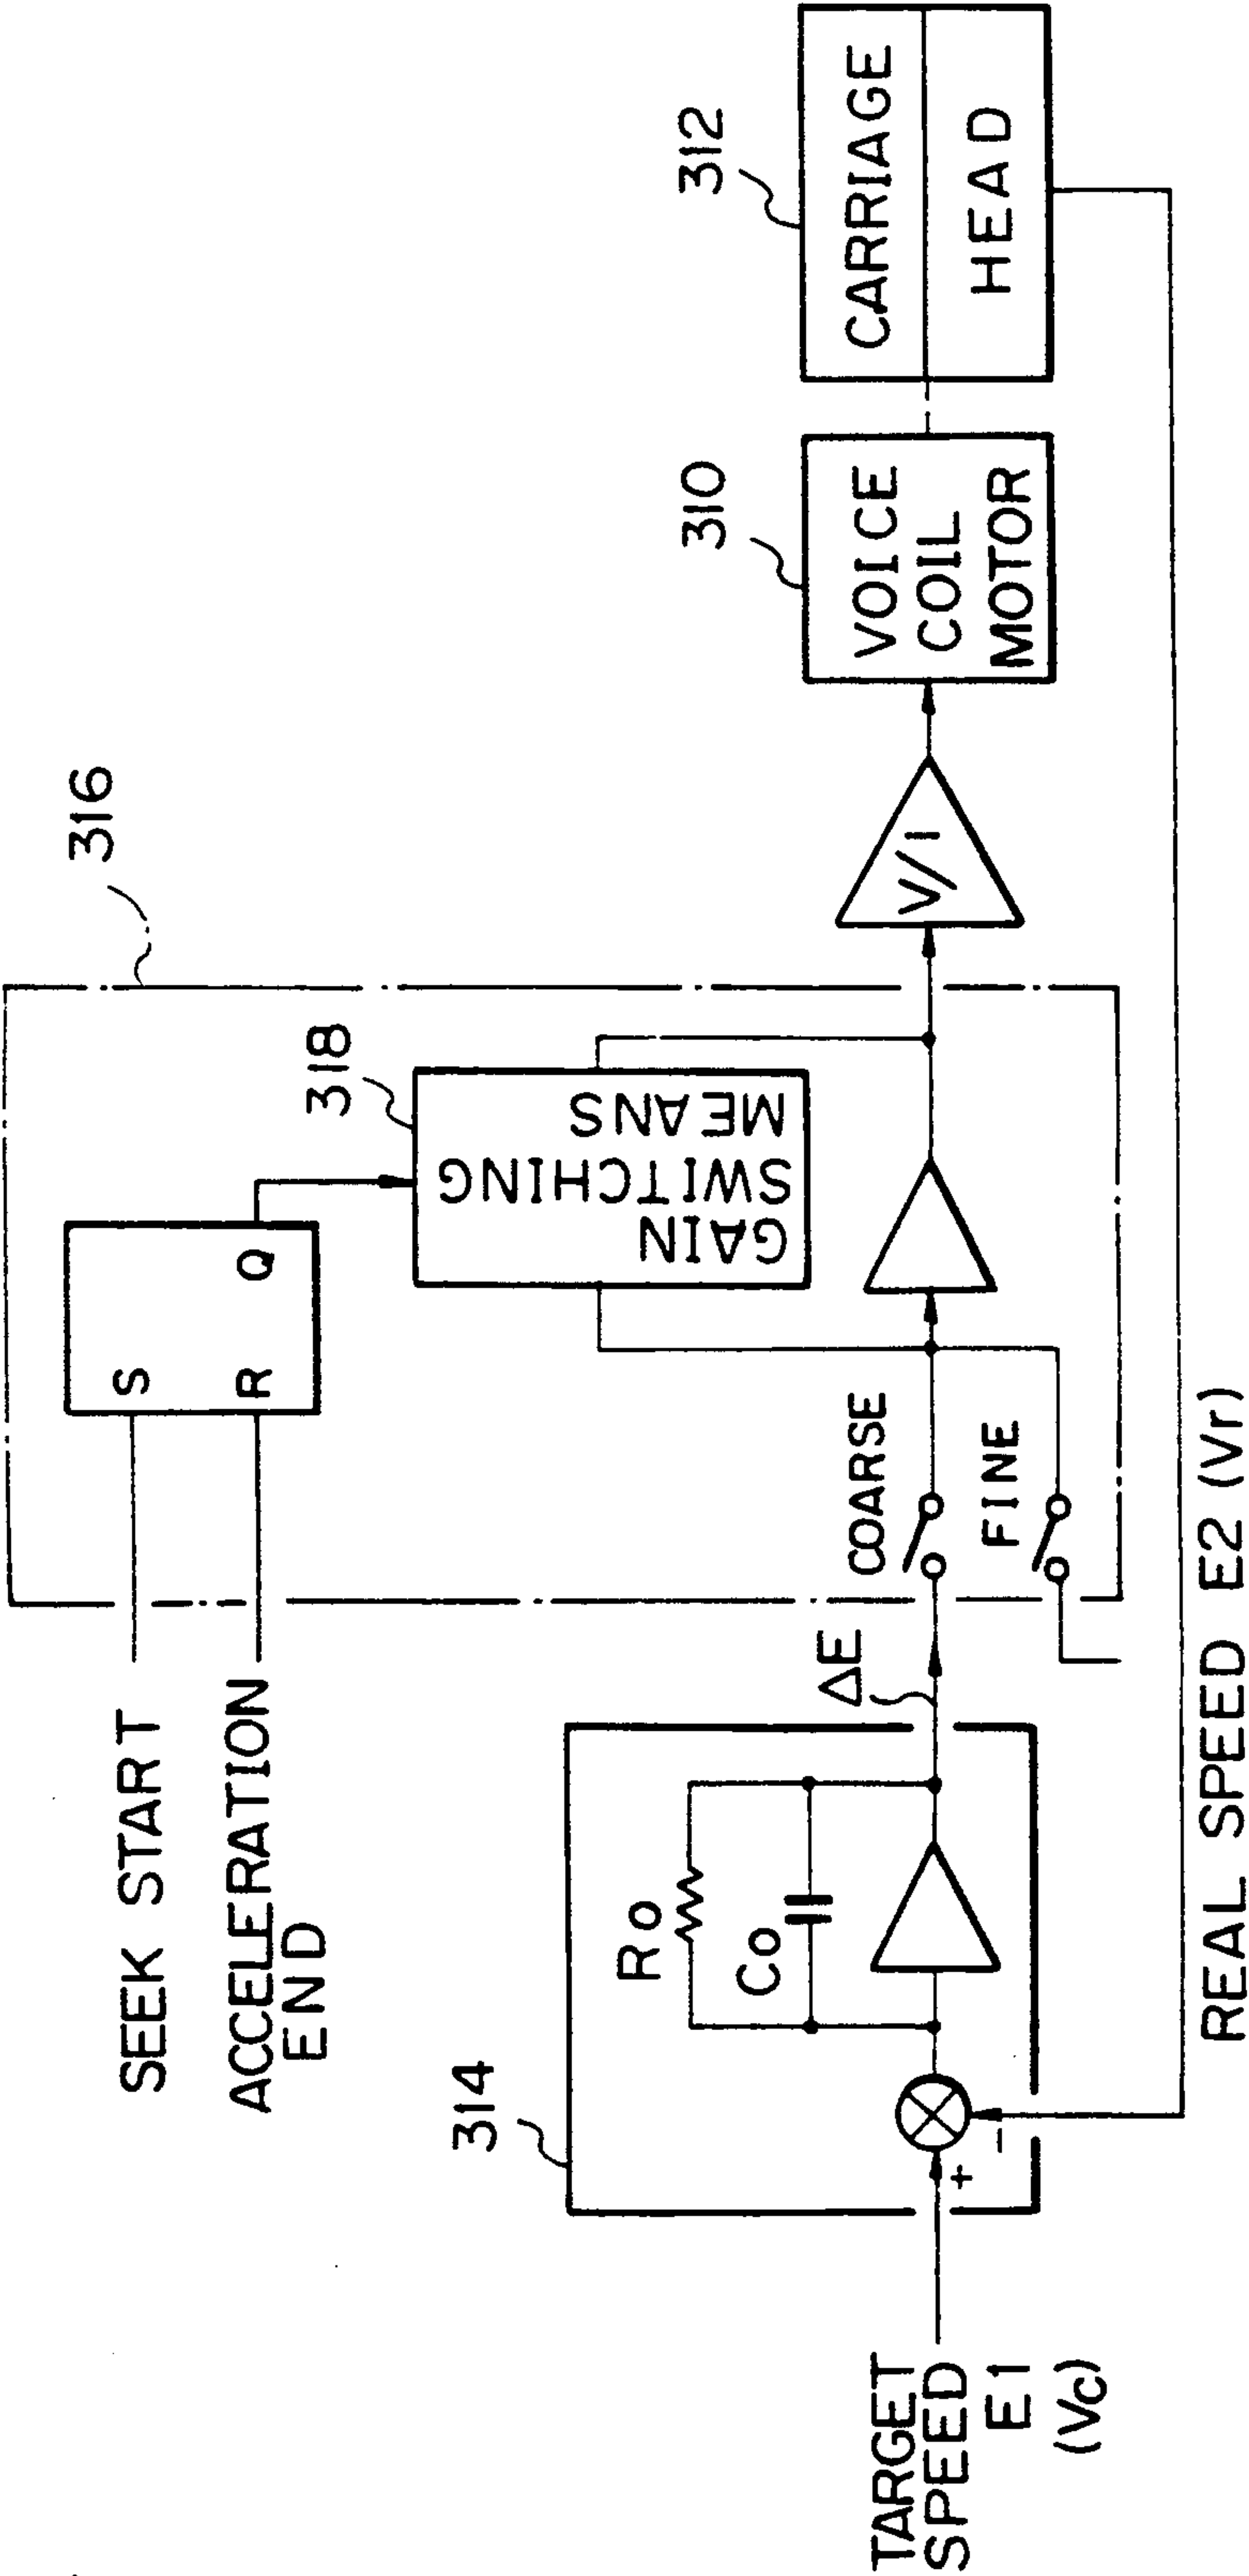 316
SEEK START
ACCELERATION
END
S
R
Q
318
GAIN
SWITCHING
MEANS
314
Ro
Co
ΔE
COARSE
FINE
V/I
310
VOICE
COIL
MOTOR
312
CARRIAGE
HEAD
TARGET
SPEED
E1
(Vc)
+
-
REAL SPEED E2 (Vr)